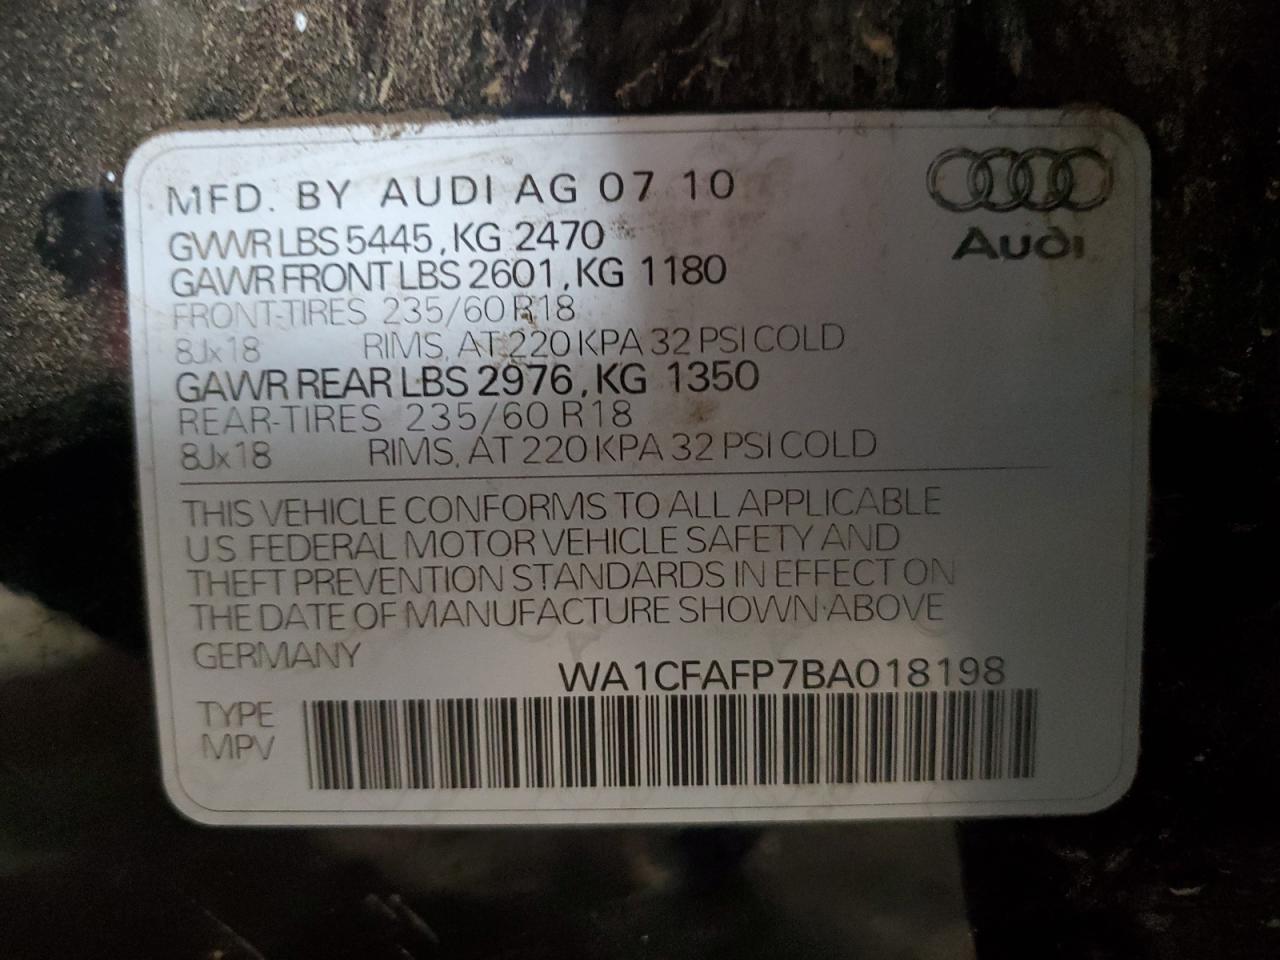 MFD. BY AUDI AG 07 10
Audi
GVWR LBS 5445, KG 2470
GAWR FRONT LBS 2601, KG 1180
FRONT-TIRES 235/60 R18
8Jx18 RIMS, AT 220 KPA 32 PSI COLD
GAWR REAR LBS 2976, KG 1350
REAR-TIRES 235/60 R18
8Jx18 RIMS, AT 220 KPA 32 PSI COLD
THIS VEHICLE CONFORMS TO ALL APPLICABLE
US FEDERAL MOTOR VEHICLE SAFETY AND
THEFT PREVENTION STANDARDS IN EFFECT ON
THE DATE OF MANUFACTURE SHOWN ABOVE
GERMANY
WA1CFAFP7BA018198
TYPE
MPV